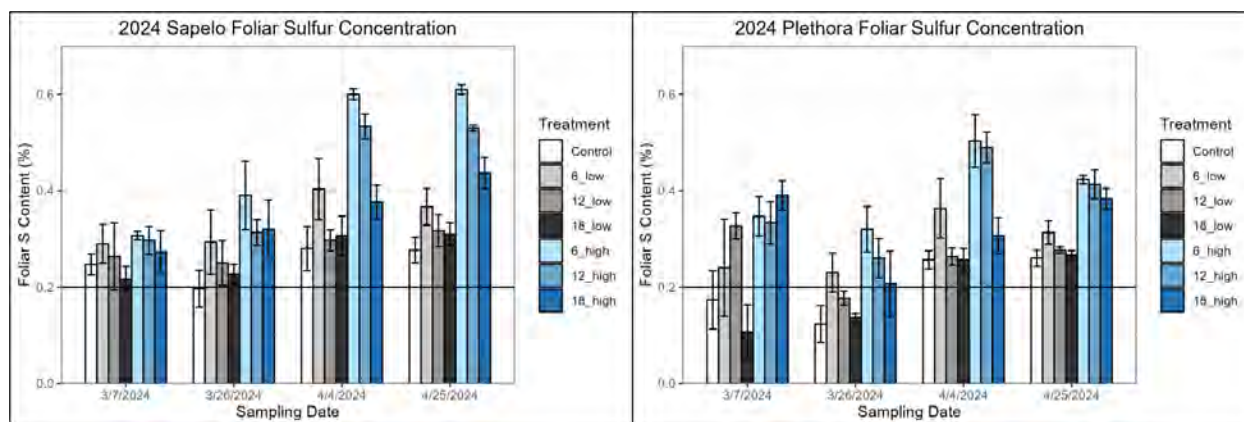 2024 Sapelo Foliar Sulfur Concentration
Foliar S Content (%)
0.6
0.4
0.2
0.0
3/7/2024 3/26/2024 4/4/2024 4/25/2024
Sampling Date
Treatment
Control
6_low
12_low
18_low
6_high
12_high
18_high
2024 Plethora Foliar Sulfur Concentration
Foliar S Content (%)
0.6
0.4
0.2
0.0
3/7/2024 3/26/2024 4/4/2024 4/25/2024
Sampling Date
Treatment
Control
6_low
12_low
18_low
6_high
12_high
18_high